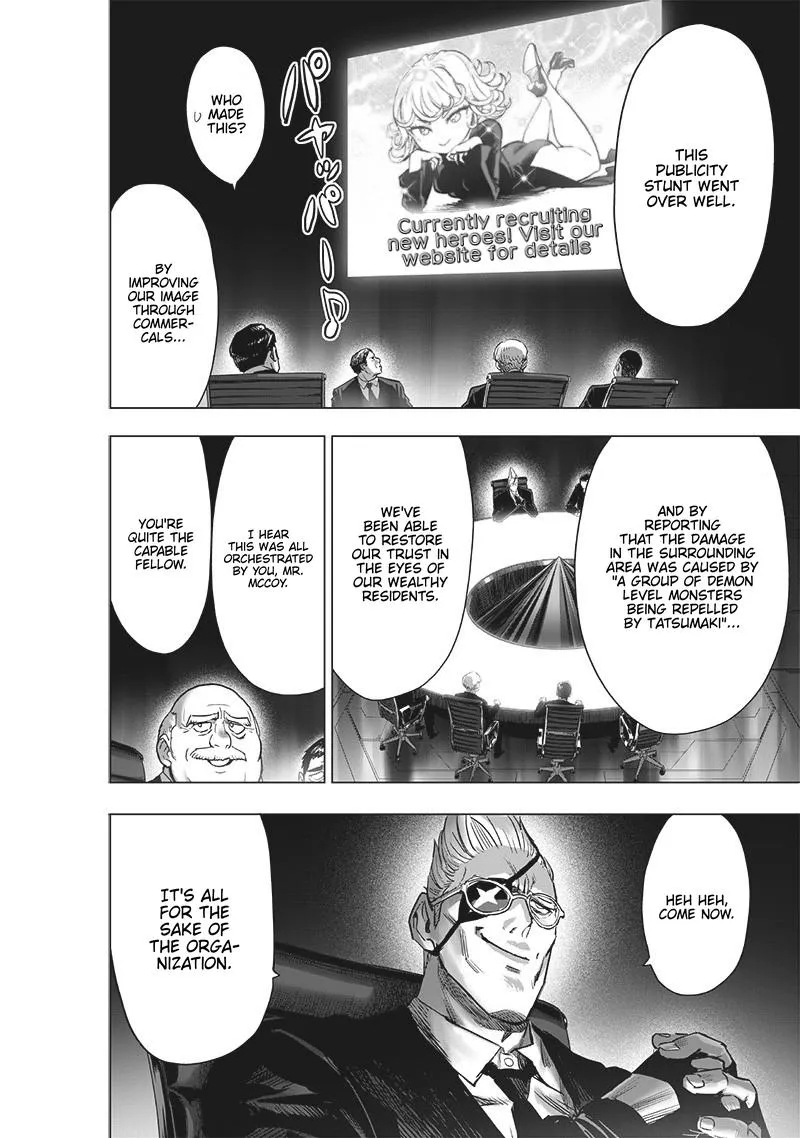 THIS
PUBLICITY
STUNT WENT
OVER WELL.
Currently recruiting
new heroes! Visit our
website for details
パヤッパー♪
WHO
MADE
THIS?
BY
IMPROVING
OUR IMAGE
THROUGH
COMMER-
CALS...
AND BY
REPORTING
THAT THE DAMAGE
IN THE SURROUNDING
AREA WAS CAUSED BY
"A GROUP OF DEMON
LEVEL MONSTERS
BEING REPELLED
BY TATSUMAKI"...
WE'VE
BEEN ABLE
TO RESTORE
OUR TRUST IN
THE EYES OF
OUR WEALTHY
RESIDENTS.
I HEAR
THIS WAS ALL
ORCHESTRATED
BY YOU, MR.
MCCOY.
YOU'RE
QUITE THE
CAPABLE
FELLOW.
HEH HEH,
COME NOW.
IT'S ALL
FOR THE
SAKE OF
THE ORGA-
NIZATION.